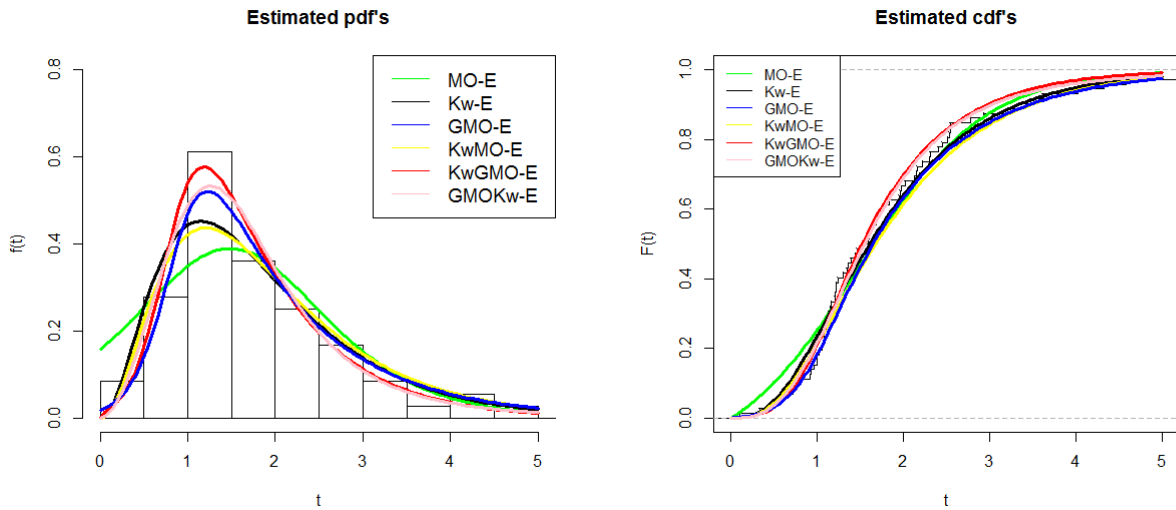 Estimated pdf's
f(t)
0.8
0.6
0.4
0.2
0.0
MO-E
Kw-E
GMO-E
KwMO-E
KwGMO-E
GMOKw-E
0 1 2 3 4 5
t
Estimated cdf's
F(t)
1.0
0.8
0.6
0.4
0.2
0.0
MO-E
Kw-E
GMO-E
KwMO-E
KwGMO-E
GMOKw-E
0 1 2 3 4 5
t